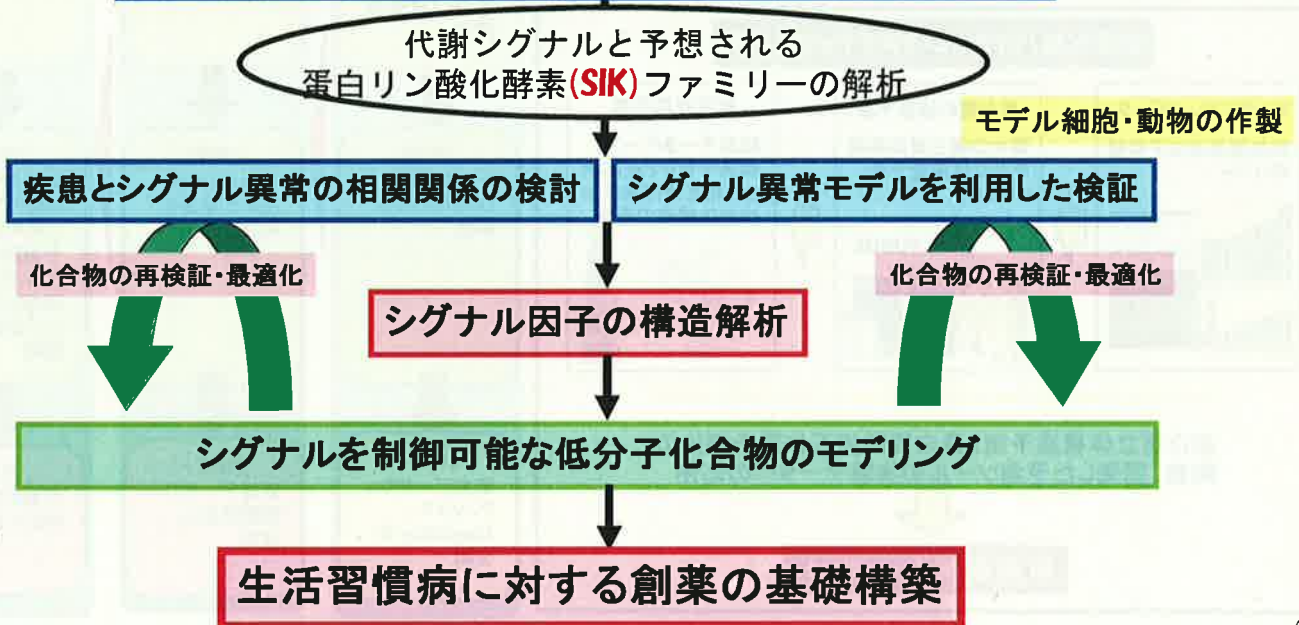 代謝シグナルと予想される
蛋白リン酸化酵素(SIK)ファミリーの解析
モデル細胞・動物の作製
疾患とシグナル異常の相関関係の検討
シグナル異常モデルを利用した検証
化合物の再検証・最適化
化合物の再検証・最適化
シグナル因子の構造解析
シグナルを制御可能な低分子化合物のモデリング
生活習慣病に対する創薬の基礎構築